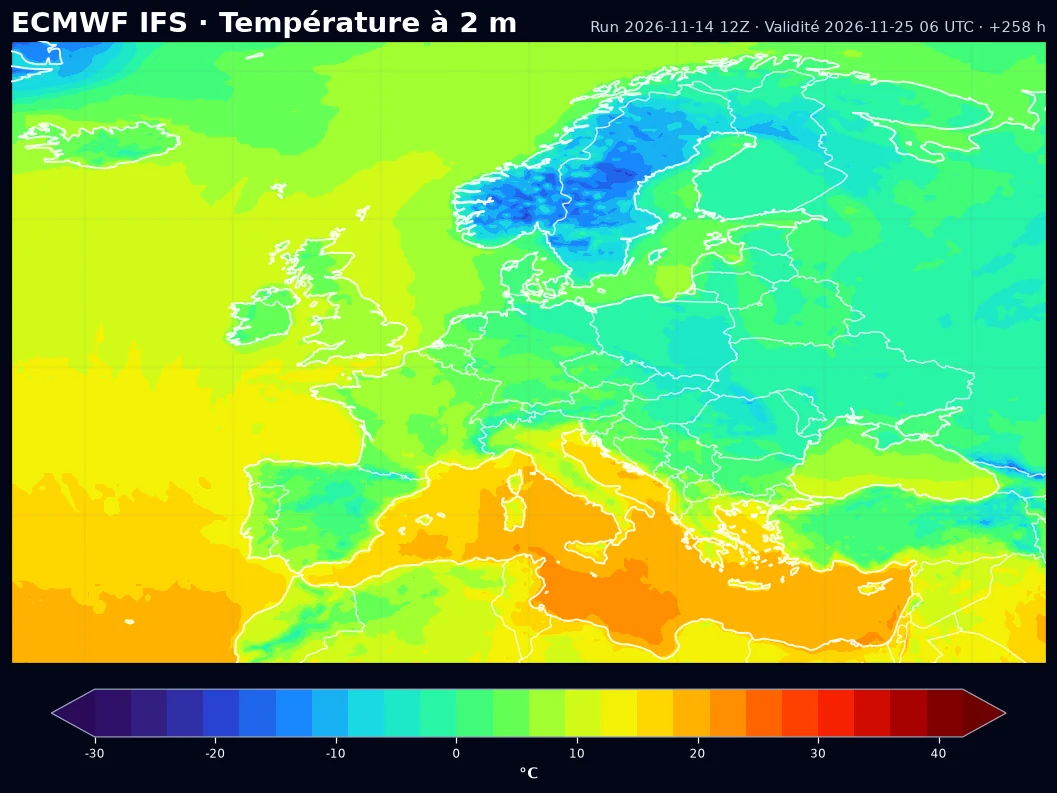 ECMWF IFS · Température à 2 m
Run 2026-11-14 12Z · Validité 2026-11-25 06 UTC · +258 h
-30 -20 -10 0 10 20 30 40
°C